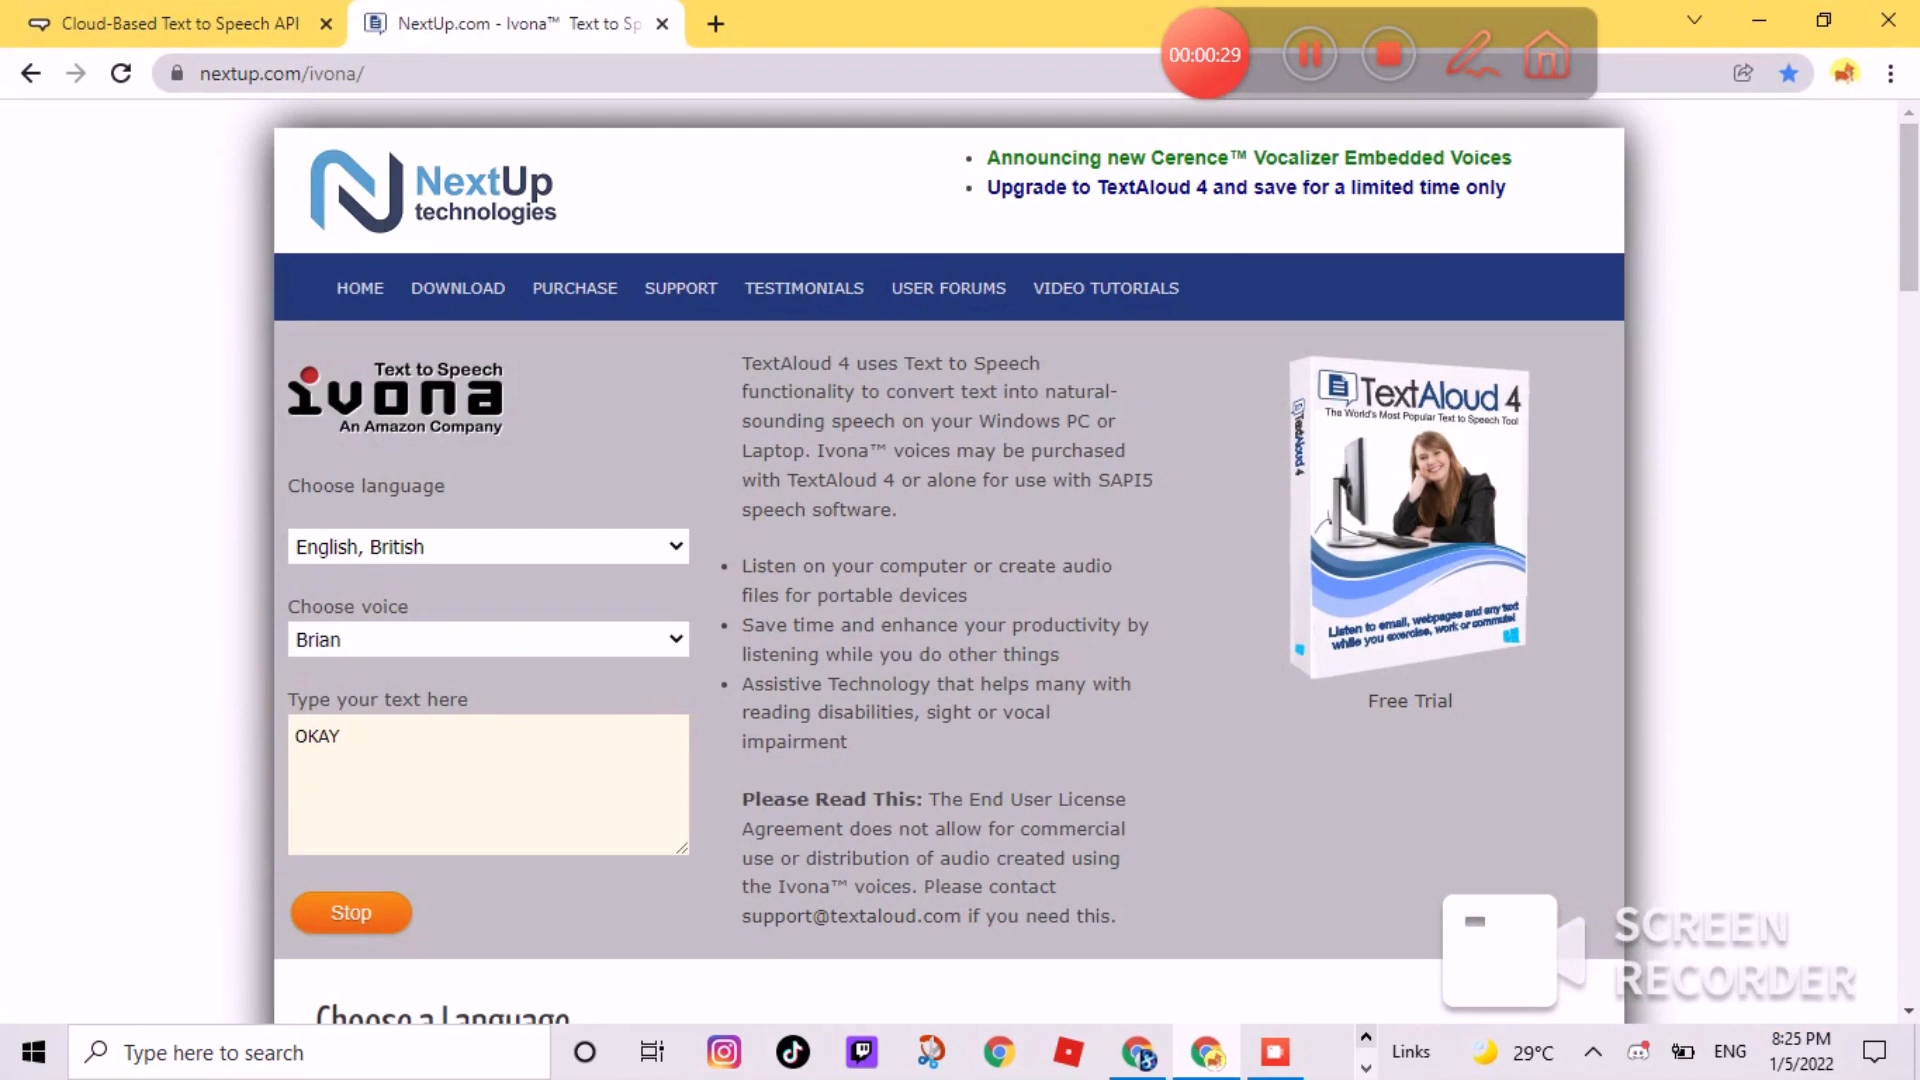 Cloud-Based Text to Speech API
NextUp.com - Ivona™ Text to Sp
00:00:29
nextup.com/ivona/
NextUp
technologies
Announcing new Cerence™ Vocalizer Embedded Voices
Upgrade to TextAloud 4 and save for a limited time only
HOME DOWNLOAD PURCHASE SUPPORT TESTIMONIALS USER FORUMS VIDEO TUTORIALS
Text to Speech
ivona
An Amazon Company
Choose language
English, British
Choose voice
Brian
Type your text here
OKAY
Stop
TextAloud 4 uses Text to Speech
functionality to convert text into natural-
sounding speech on your Windows PC or
Laptop. Ivona™ voices may be purchased
with TextAloud 4 or alone for use with SAPI5
speech software.
Listen on your computer or create audio
files for portable devices
Save time and enhance your productivity by
listening while you do other things
Assistive Technology that helps many with
reading disabilities, sight or vocal
impairment
Please Read This: The End User License
Agreement does not allow for commercial
use or distribution of audio created using
the Ivona™ voices. Please contact
support@textaloud.com if you need this.
TextAloud 4
The World's Most Popular Text to Speech Tool
TextAloud 4
Listen to email, webpages and any text
while you exercise, work or commute!
Free Trial
Choose a Language
SCREEN
RECORDER
Type here to search
Links
29°C
ENG
8:25 PM
1/5/2022